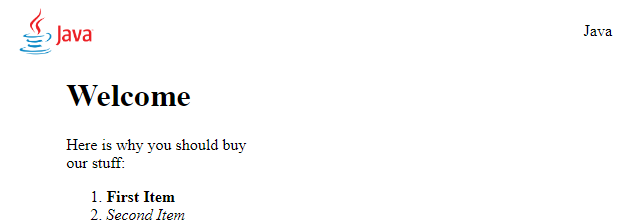 Java
Java
Welcome
Here is why you should buy
our stuff:
1. First Item
2. Second Item